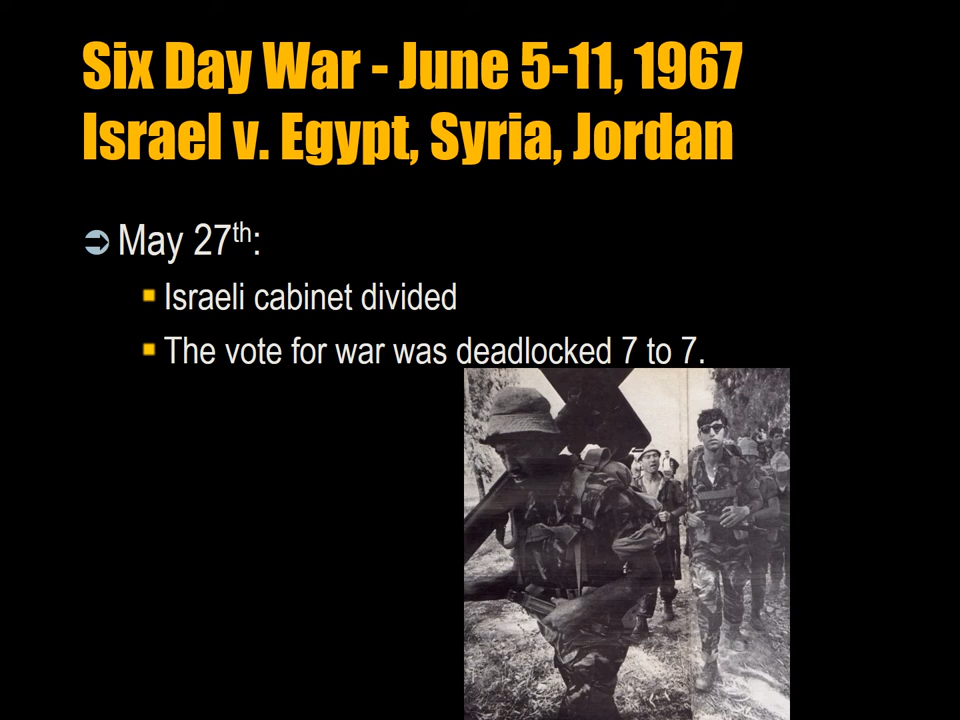 Six Day War - June 5-11, 1967
Israel v. Egypt, Syria, Jordan
May 27th:
Israeli cabinet divided
The vote for war was deadlocked 7 to 7.